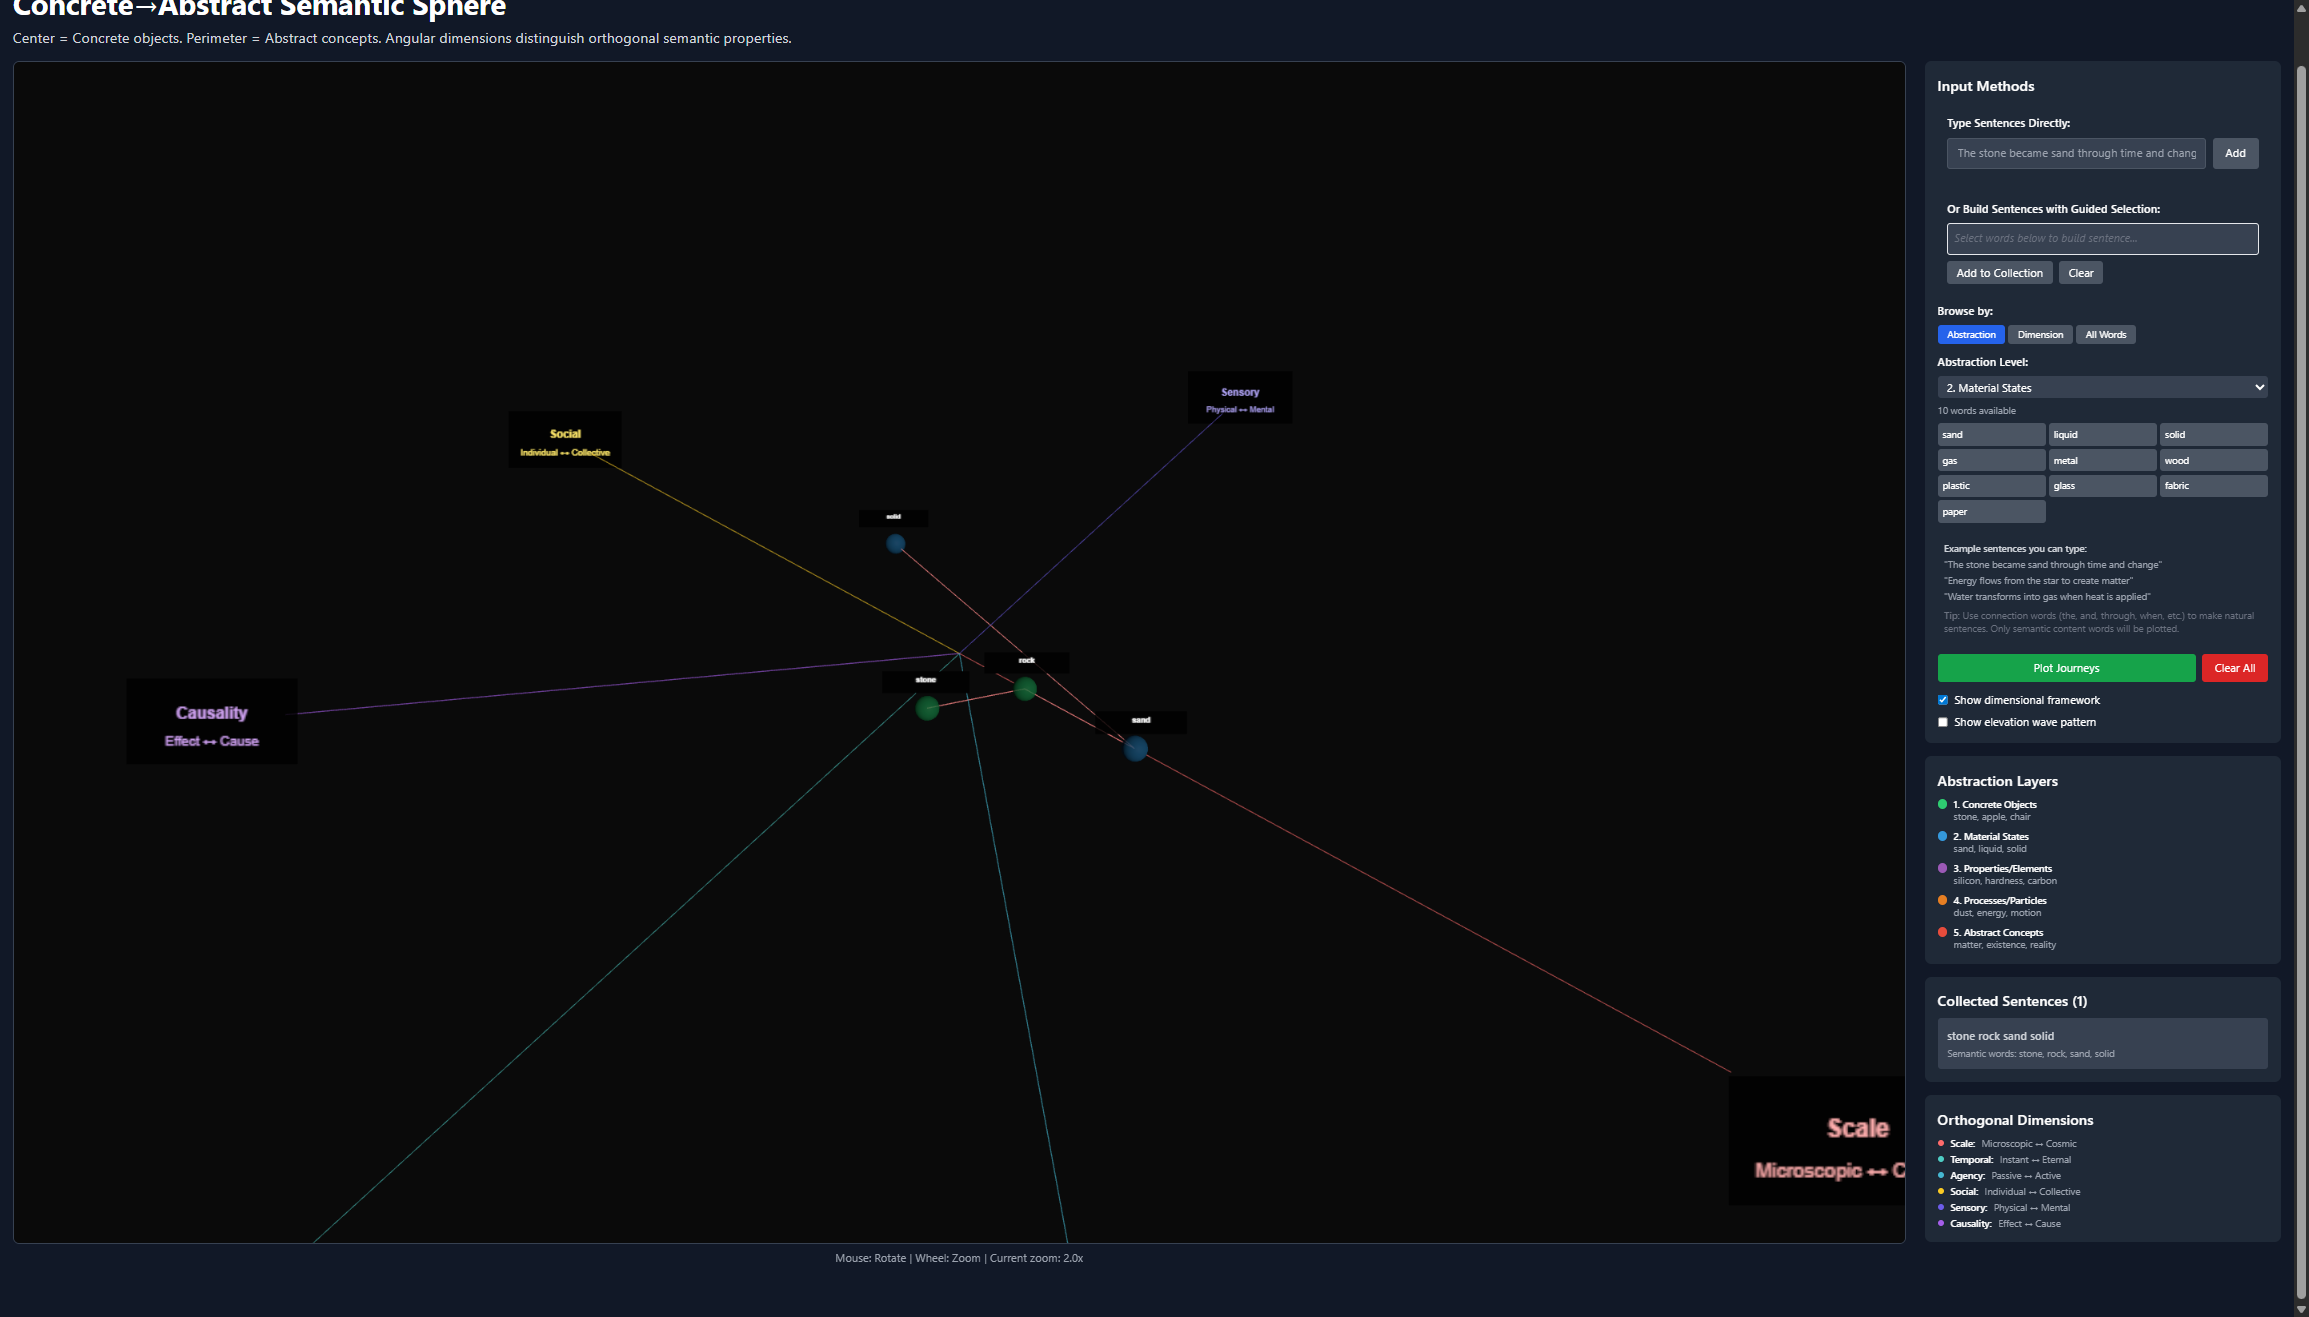 Concrete→Abstract Semantic Sphere
Center = Concrete objects. Perimeter = Abstract concepts. Angular dimensions distinguish orthogonal semantic properties.
Social
Individual ↔ Collective
Sensory
Physical ↔ Mental
solid
rock
stone
sand
Causality
Effect ↔ Cause
Scale
Microscopic ↔ C
Mouse: Rotate | Wheel: Zoom | Current zoom: 2.0x
Input Methods
Type Sentences Directly:
The stone became sand through time and chang
Add
Or Build Sentences with Guided Selection:
Select words below to build sentence...
Add to Collection Clear
Browse by:
Abstraction Dimension All Words
Abstraction Level:
2. Material States
10 words available
sand liquid solid
gas metal wood
plastic glass fabric
paper
Example sentences you can type:
"The stone became sand through time and change"
"Energy flows from the star to create matter"
"Water transforms into gas when heat is applied"
Tip: Use connection words (the, and, through, when, etc.) to make natural
sentences. Only semantic content words will be plotted.
Plot Journeys Clear All
Show dimensional framework
Show elevation wave pattern
Abstraction Layers
1. Concrete Objects
stone, apple, chair
2. Material States
sand, liquid, solid
3. Properties/Elements
silicon, hardness, carbon
4. Processes/Particles
dust, energy, motion
5. Abstract Concepts
matter, existence, reality
Collected Sentences (1)
stone rock sand solid
Semantic words: stone, rock, sand, solid
Orthogonal Dimensions
Scale: Microscopic ↔ Cosmic
Temporal: Instant ↔ Eternal
Agency: Passive ↔ Active
Social: Individual ↔ Collective
Sensory: Physical ↔ Mental
Causality: Effect ↔ Cause